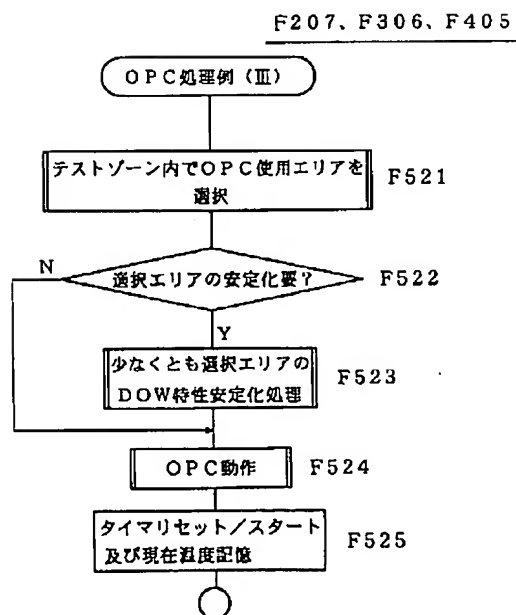 F207、F306、F405
OPC処理例（Ⅲ）
テストゾーン内でOPC使用エリアを
選択
F521
N
選択エリアの安定化要？
F522
Y
少なくとも選択エリアの
DOW特性安定化処理
F523
OPC動作
F524
タイマリセット／スタート
及び現在温度記憶
F525